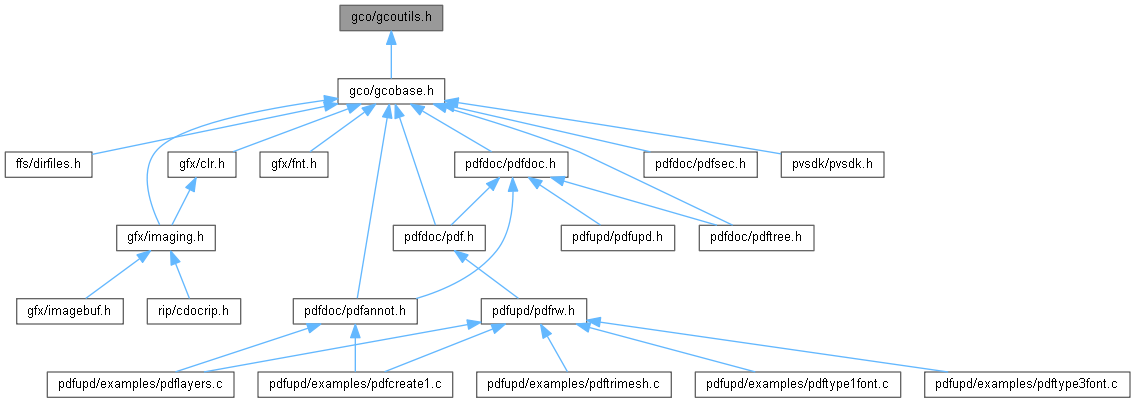 gco/gcoutils.h
gco/gcobase.h
ffs/dirfiles.h
gfx/clr.h
gfx/fnt.h
pdfdoc/pdfdoc.h
pdfdoc/pdfsec.h
pvsdk/pvsdk.h
gfx/imaging.h
pdfdoc/pdf.h
pdfupd/pdfupd.h
pdfdoc/pdftree.h
gfx/imagebuf.h
rip/cdocrip.h
pdfdoc/pdfannot.h
pdfupd/pdfrw.h
pdfupd/examples/pdflayers.c
pdfupd/examples/pdfcreate1.c
pdfupd/examples/pdftrimesh.c
pdfupd/examples/pdftype1font.c
pdfupd/examples/pdftype3font.c